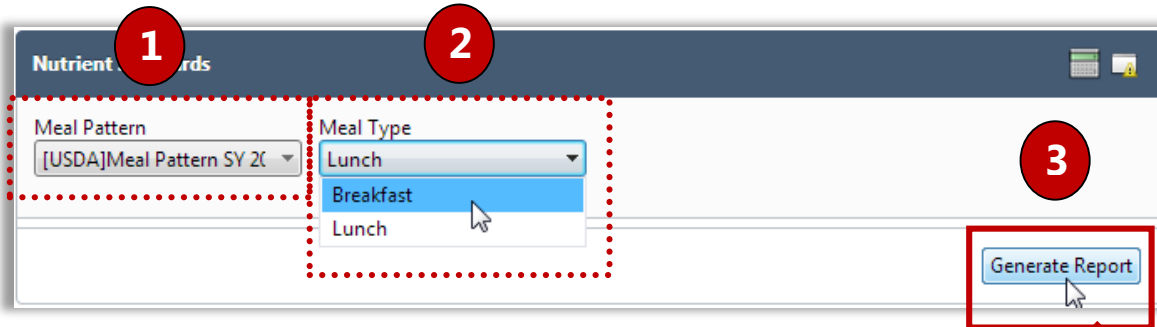 1
2
Nutrient rds
Meal Pattern
Meal Type
[USDA]Meal Pattern SY 20
Lunch
3
Breakfast
Lunch
Generate Report